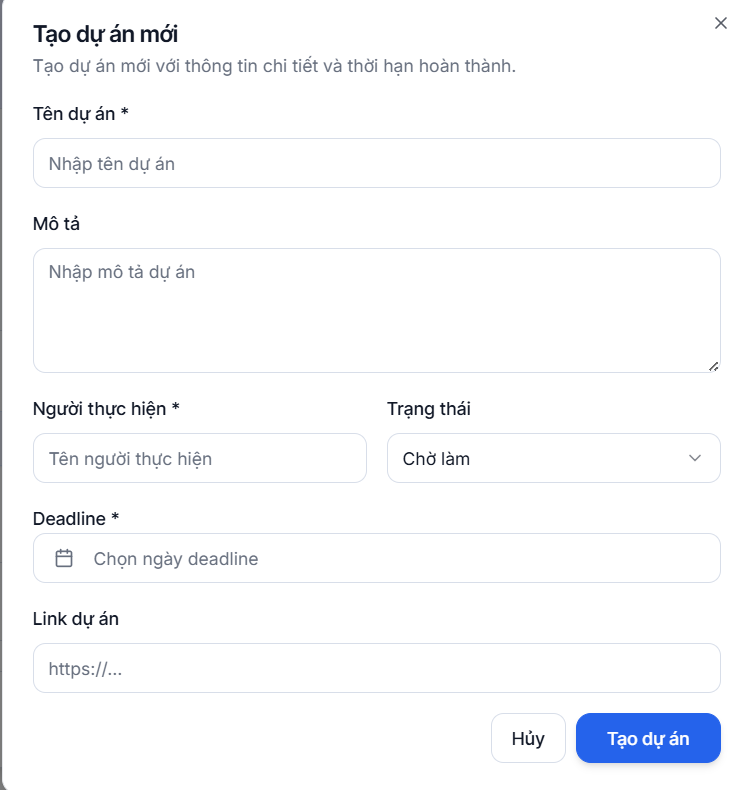 Tạo dự án mới
Tạo dự án mới với thông tin chi tiết và thời hạn hoàn thành.
Tên dự án *
Nhập tên dự án
Mô tả
Nhập mô tả dự án
Người thực hiện *
Trạng thái
Tên người thực hiện
Chờ làm
Deadline *
Chọn ngày deadline
Link dự án
https://...
Hủy
Tạo dự án